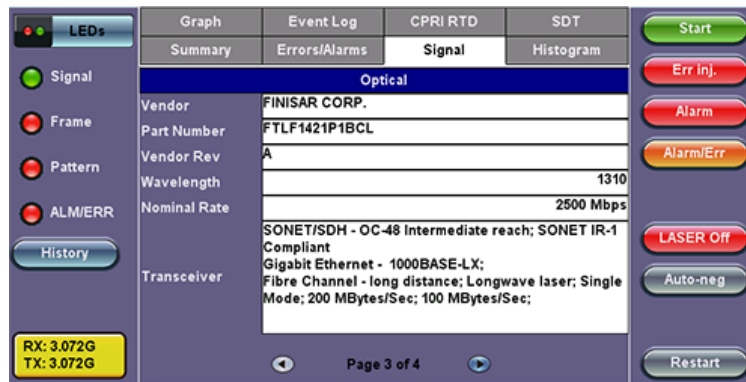 LEDs
Graph
Event Log
CPRI RTD
SDT
Start
Summary
Errors/Alarms
Signal
Histogram
Signal
Optical
Err inj.
Vendor
FINISAR CORP.
Alarm
Frame
Part Number
FTLF1421P1BCL
Vendor Rev
A
Alarm/Err
Pattern
Wavelength
1310
ALM/ERR
Nominal Rate
2500 Mbps
History
Transceiver
SONET/SDH - OC-48 Intermediate reach; SONET IR-1
Compliant
Gigabit Ethernet - 1000BASE-LX;
Fibre Channel - long distance; Longwave laser; Single
Mode; 200 MBytes/Sec; 100 MBytes/Sec;
LASER Off
Auto-neg
RX: 3.072G
TX: 3.072G
Page 3 of 4
Restart